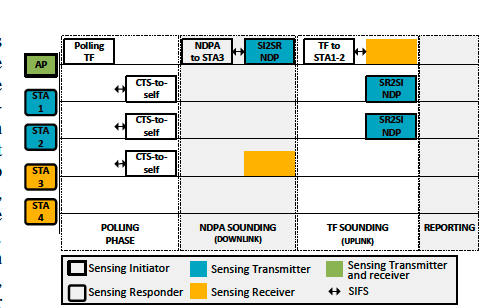 Polling
TF
NDPA
to STA3
SI2SR
NDP
TF to
STA1-2
AP
STA
1
CTS-to-
self
SR2SI
NDP
STA
2
CTS-to-
self
SR2SI
NDP
STA
3
CTS-to-
self
STA
4
POLLING
PHASE
NDPA SOUNDING
(DOWNLINK)
TF SOUNDING
(UPLINK)
REPORTING
Sensing Initiator
Sensing Transmitter
Sensing Transmitter
and receiver
Sensing Responder
Sensing Receiver
SIFS